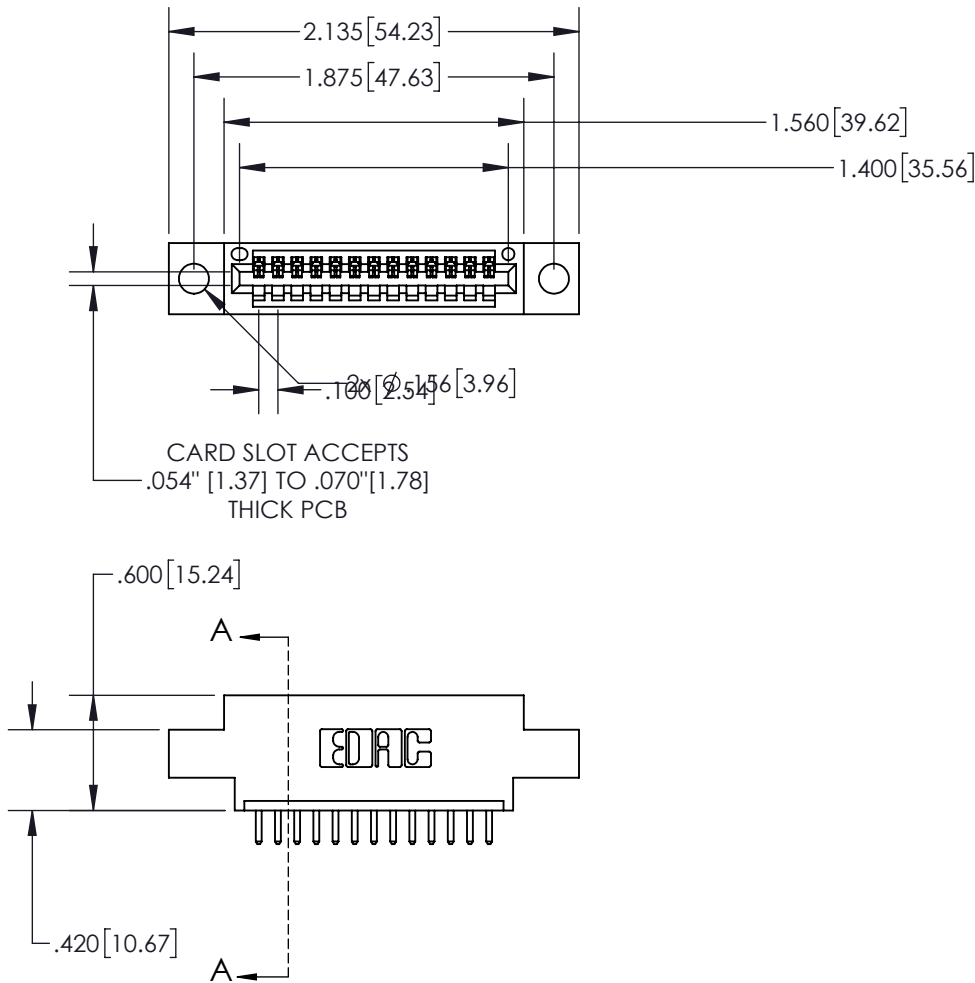 2.135[54.23]
1.875[47.63]
1.560[39.62]
1.400[35.56]
2x ⌀ .156 [3.96]
.100[2.54]
CARD SLOT ACCEPTS
.054" [1.37] TO .070"[1.78]
THICK PCB
.600[15.24]
A
EDAC
.420[10.67]
A